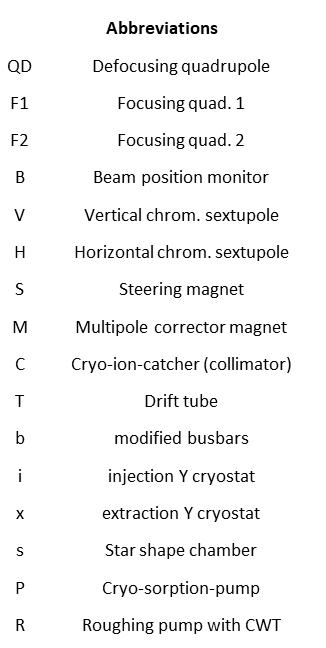 Abbreviations
QD Defocusing quadrupole
F1 Focusing quad. 1
F2 Focusing quad. 2
B Beam position monitor
V Vertical chrom. sextupole
H Horizontal chrom. sextupole
S Steering magnet
M Multipole corrector magnet
C Cryo-ion-catcher (collimator)
T Drift tube
b modified busbars
i injection Y cryostat
x extraction Y cryostat
s Star shape chamber
P Cryo-sorption-pump
R Roughing pump with CWT